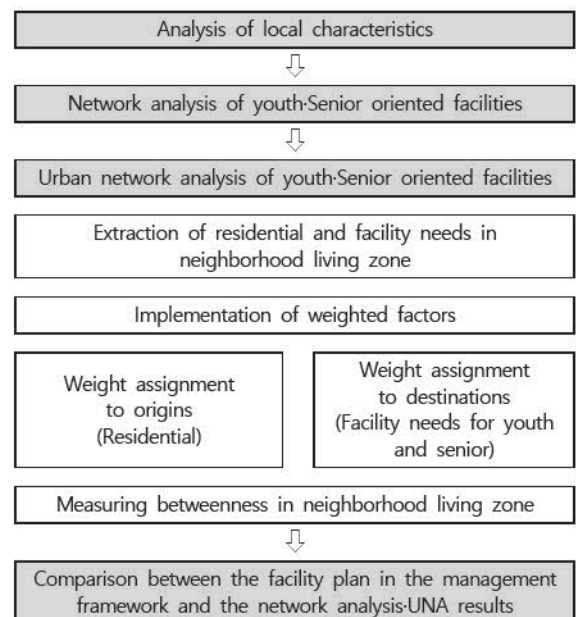 Analysis of local characteristics
Network analysis of youth·Senior oriented facilities
Urban network analysis of youth·Senior oriented facilities
Extraction of residential and facility needs in
neighborhood living zone
Implementation of weighted factors
Weight assignment
to origins
(Residential)
Weight assignment
to destinations
(Facility needs for youth
and senior)
Measuring betweenness in neighborhood living zone
Comparison between the facility plan in the management
framework and the network analysis·UNA results